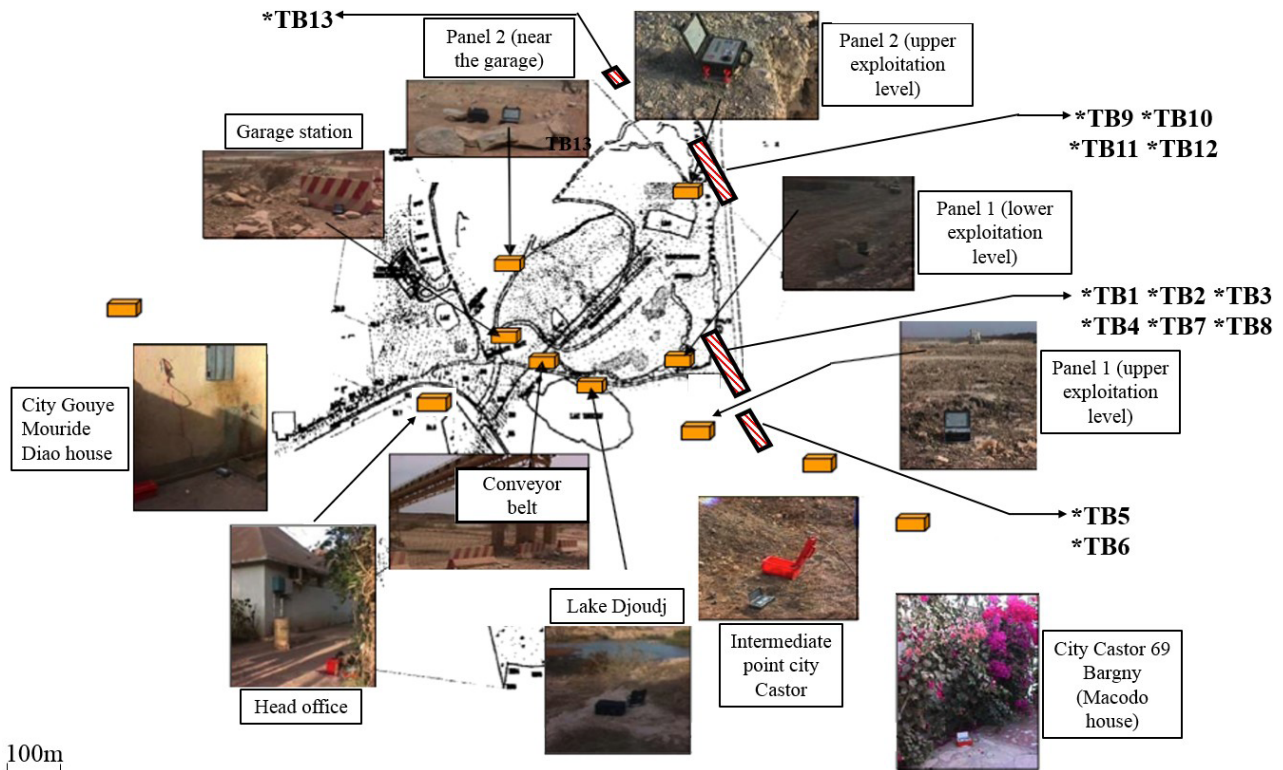 *TB13
Panel 2 (near
the garage)
Panel 2 (upper
exploitation
level)
*TB9 *TB10
*TB11 *TB12
Garage station
TB13
Panel 1 (lower
exploitation
level)
*TB1 *TB2 *TB3
*TB4 *TB7 *TB8
Panel 1 (upper
exploitation
level)
City Gouye
Mouride
Diao house
Conveyor
belt
*TB5
*TB6
Lake Djoudj
Intermediate
point city
Castor
City Castor 69
Bargny
(Macodo
house)
Head office
100m